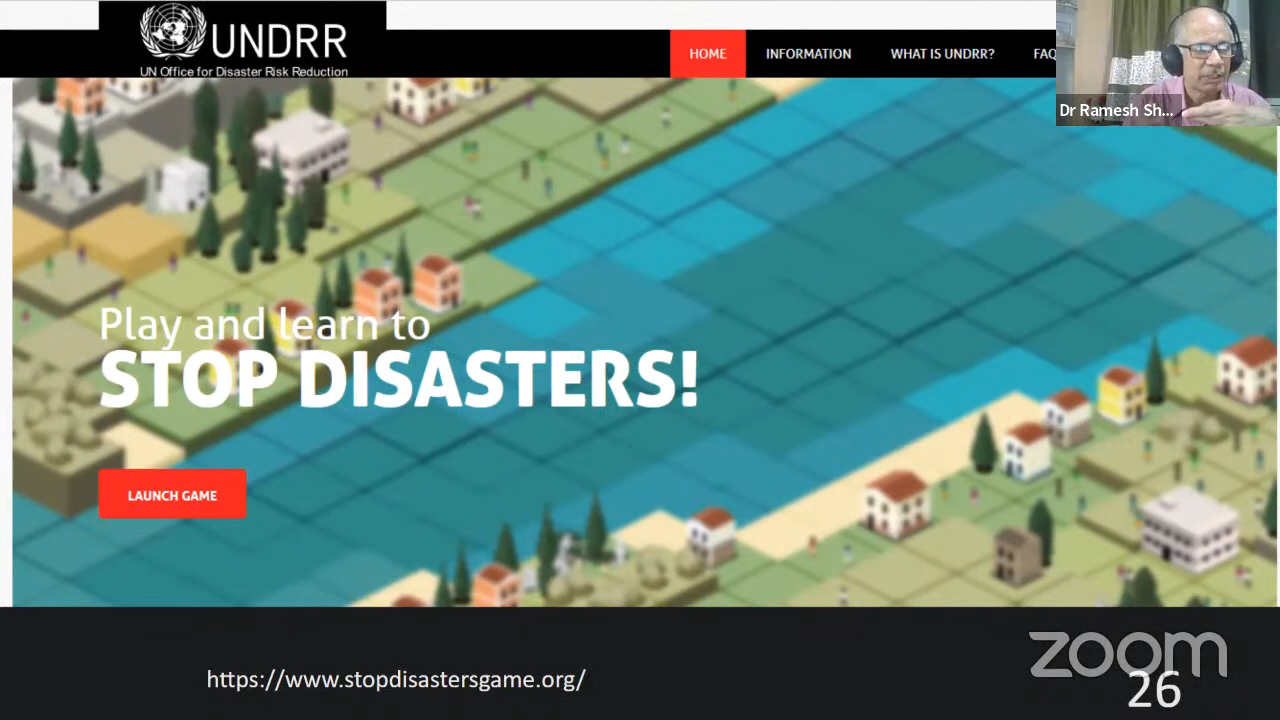 UNDRR
UN Office for Disaster Risk Reduction
HOME
INFORMATION
WHAT IS UNDRR?
FAQ
Dr Ramesh Sh...
Play and learn to
STOP DISASTERS!
LAUNCH GAME
https://www.stopdisastersgame.org/
zoom
26